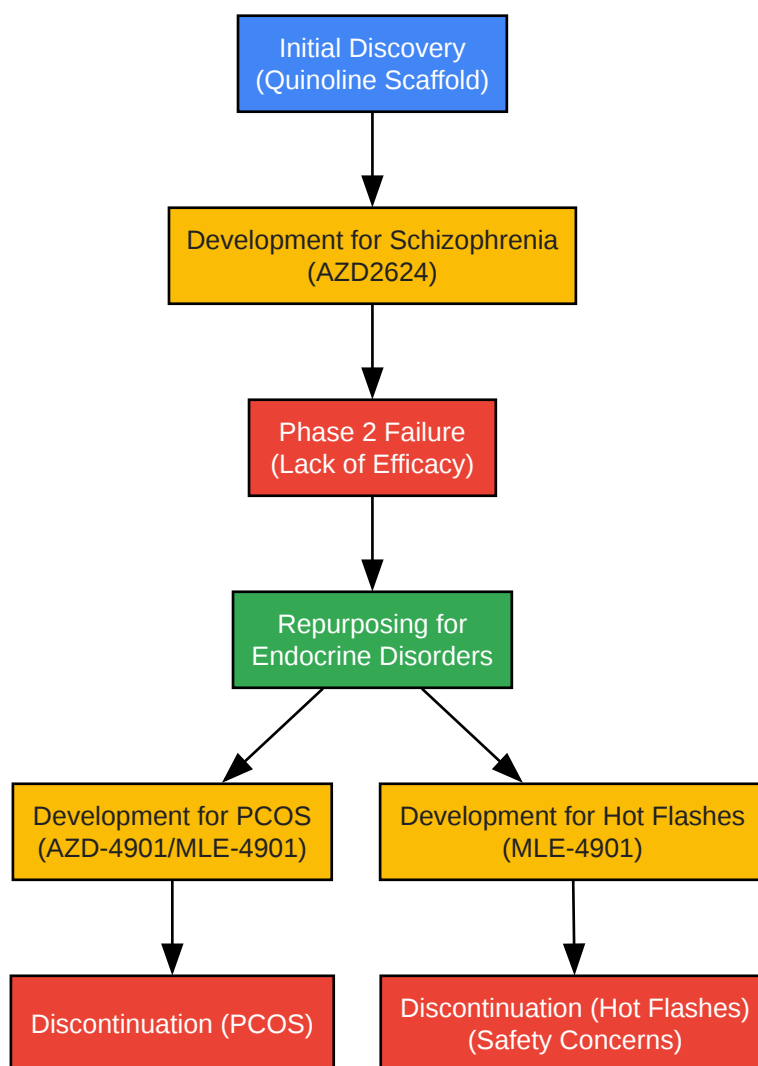 Initial Discovery
(Quinoline Scaffold)
Development for Schizophrenia
(AZD2624)
Phase 2 Failure
(Lack of Efficacy)
Repurposing for
Endocrine Disorders
Development for PCOS
(AZD-4901/MLE-4901)
Development for Hot Flashes
(MLE-4901)
Discontinuation (PCOS)
Discontinuation (Hot Flashes)
(Safety Concerns)